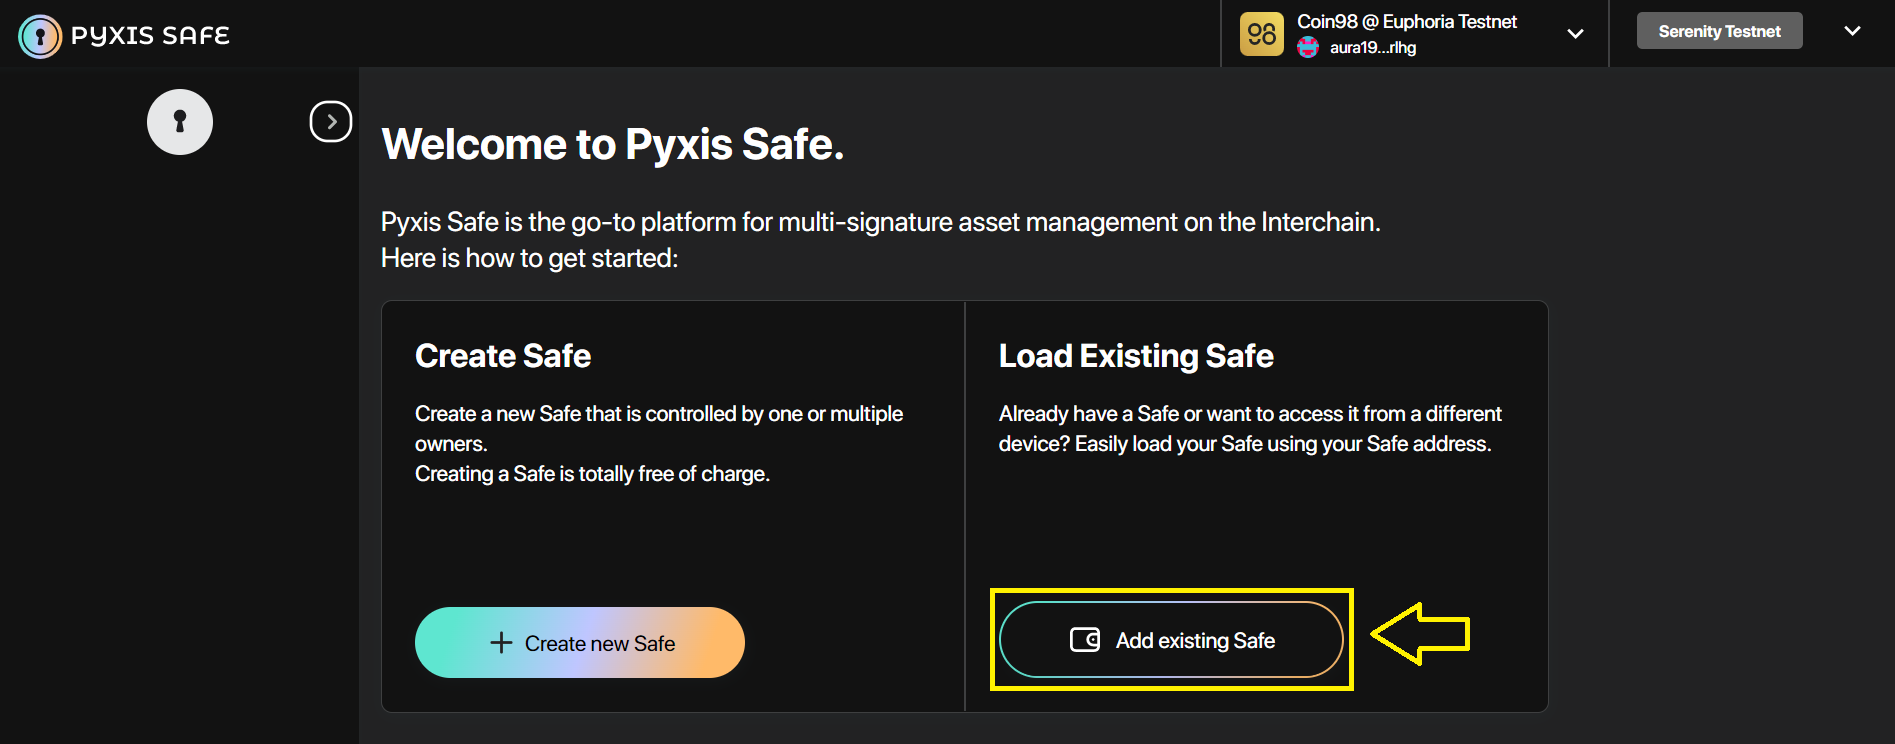 PYXIS SAFE
98
Coin98 @ Euphoria Testnet
aura19...rlhg
Serenity Testnet
Welcome to Pyxis Safe.
Pyxis Safe is the go-to platform for multi-signature asset management on the Interchain.
Here is how to get started:
Create Safe
Create a new Safe that is controlled by one or multiple
owners.
Creating a Safe is totally free of charge.
Create new Safe
Load Existing Safe
Already have a Safe or want to access it from a different
device? Easily load your Safe using your Safe address.
Add existing Safe